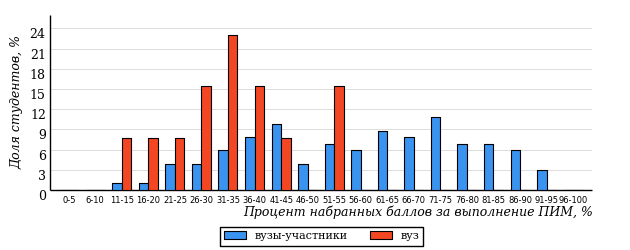 Доля студентов, %
24
21
18
15
12
9
6
3
0
0-5 6-10 11-15 16-20 21-25 26-30 31-35 36-40 41-45 46-50 51-55 56-60 61-65 66-70 71-75 76-80 81-85 86-90 91-95 96-100
Процент набранных баллов за выполнение ПИМ, %
вузы-участники вуз